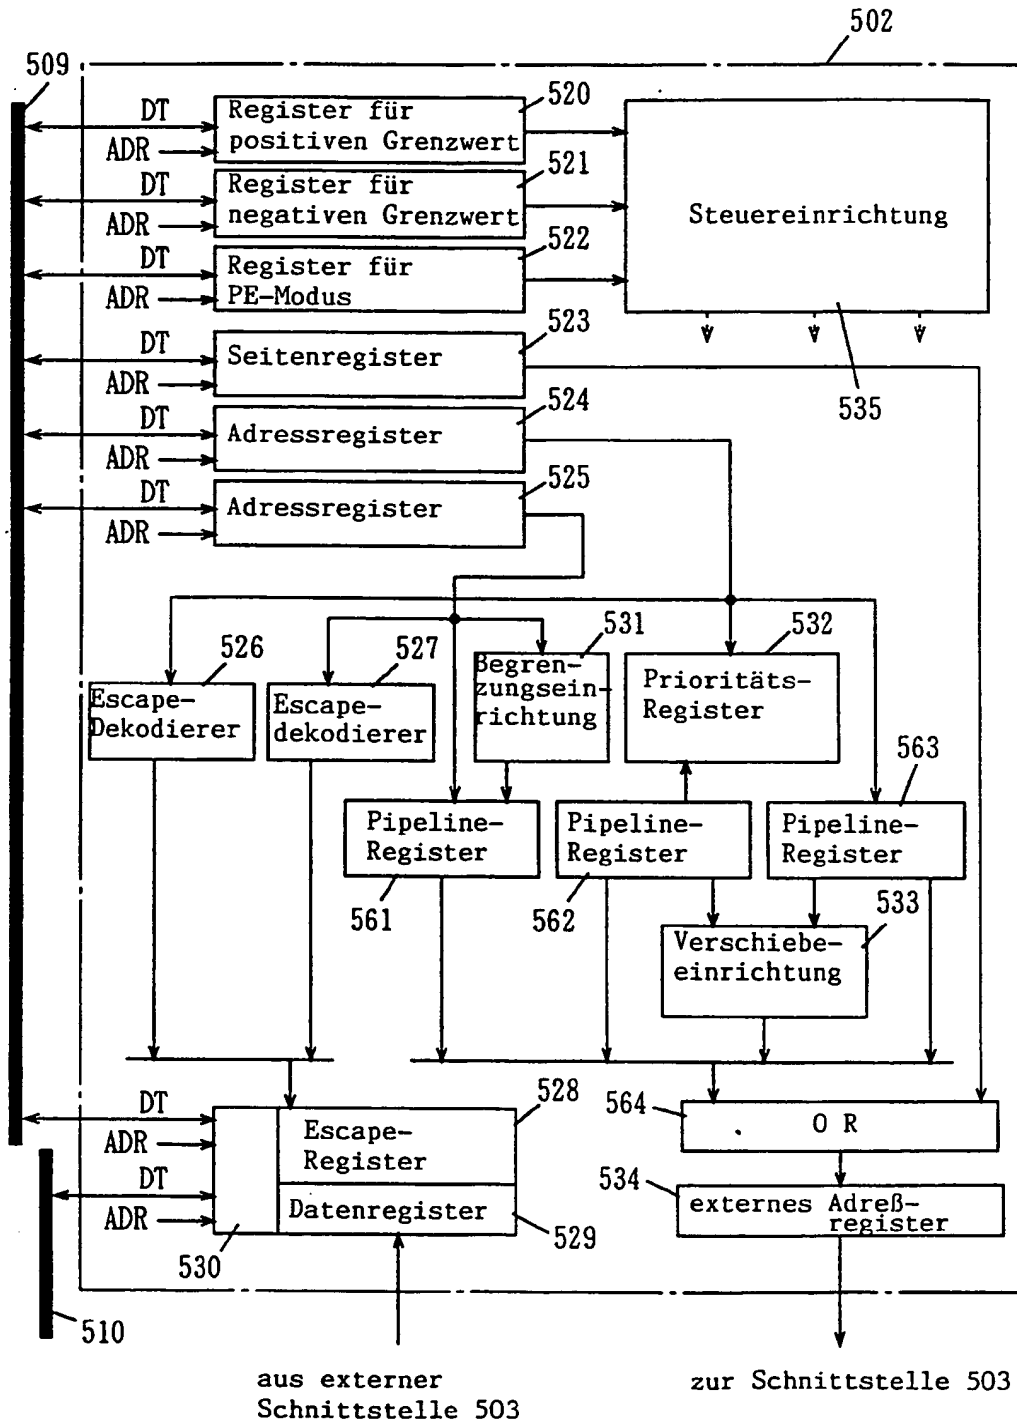 502
509
DT
ADR
Register für
positiven Grenzwert
520
DT
ADR
Register für
negativen Grenzwert
521
DT
ADR
Register für
PE-Modus
522
Steuereinrichtung
535
DT
ADR
Seitenregister
523
DT
ADR
Adressregister
524
DT
ADR
Adressregister
525
526
Escape-
Dekodierer
527
Escape-
dekodierer
531
Begren-
zungsein-
richtung
532
Prioritäts-
Register
Pipeline-
Register
561
Pipeline-
Register
562
563
Pipeline-
Register
533
Verschiebe-
einrichtung
DT
ADR
DT
ADR
528
Escape-
Register
Datenregister
529
530
564
O R
534
externes Adreß-
register
510
aus externer
Schnittstelle 503
zur Schnittstelle 503